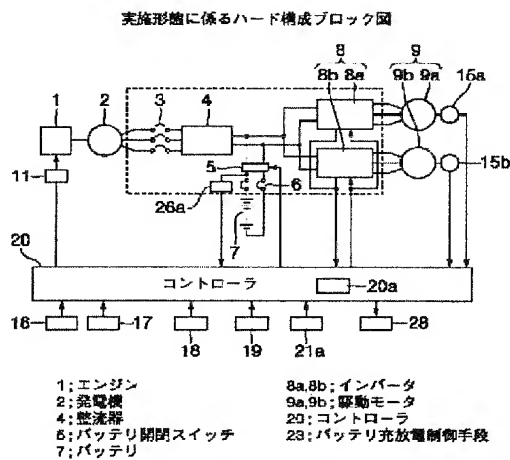 実施形態に係るハード構成ブロック図
8
9
8b 8a
9b 9a
15a
1
2
3
4
15b
5
6
11
26a
7
20
コントローラ
20a
16
17
18
19
21a
28
1;エンジン
2;発電機
4;整流器
5;バッテリ開閉スイッチ
7;バッテリ
8a,8b;インバータ
9a,9b;駆動モータ
20;コントローラ
23;バッテリ充放電制御手段